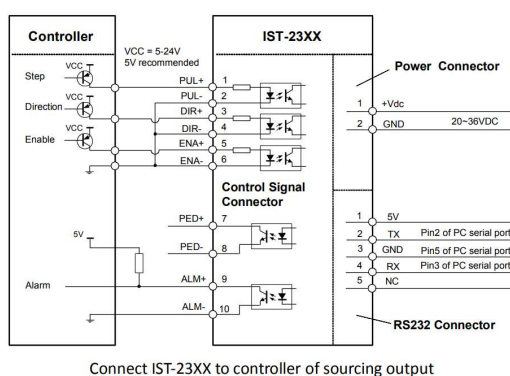 Controller
IST-23XX
VCC = 5-24V
5V recommended
VCC
Step
VCC
Direction
VCC
Enable
PUL+ 1
PUL- 2
DIR+ 3
DIR- 4
ENA+ 5
ENA- 6
Control Signal
Connector
PED+ 7
PED- 8
5V
Alarm
ALM+ 9
ALM- 10
Power Connector
1 +Vdc
2 GND 20~36VDC
1 5V
2 TX Pin2 of PC serial port
3 GND Pin5 of PC serial port
4 RX Pin3 of PC serial port
5 NC
RS232 Connector
Connect IST-23XX to controller of sourcing output